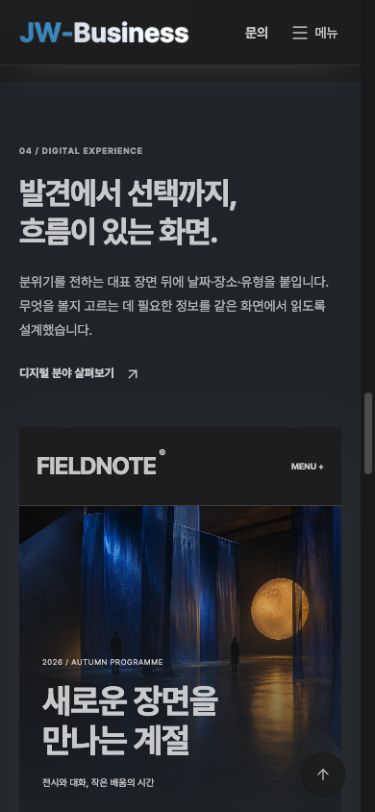 JW-Business
문의
메뉴
04 / DIGITAL EXPERIENCE
발견에서 선택까지,
흐름이 있는 화면.
분위기를 전하는 대표 장면 뒤에 날짜·장소·유형을 붙입니다.
무엇을 볼지 고르는 데 필요한 정보를 같은 화면에서 읽도록
설계했습니다.
디지털 분야 살펴보기
FIELDNOTE®
MENU +
2026 / AUTUMN PROGRAMME
새로운 장면을
만나는 계절
전시와 대화, 작은 배움의 시간